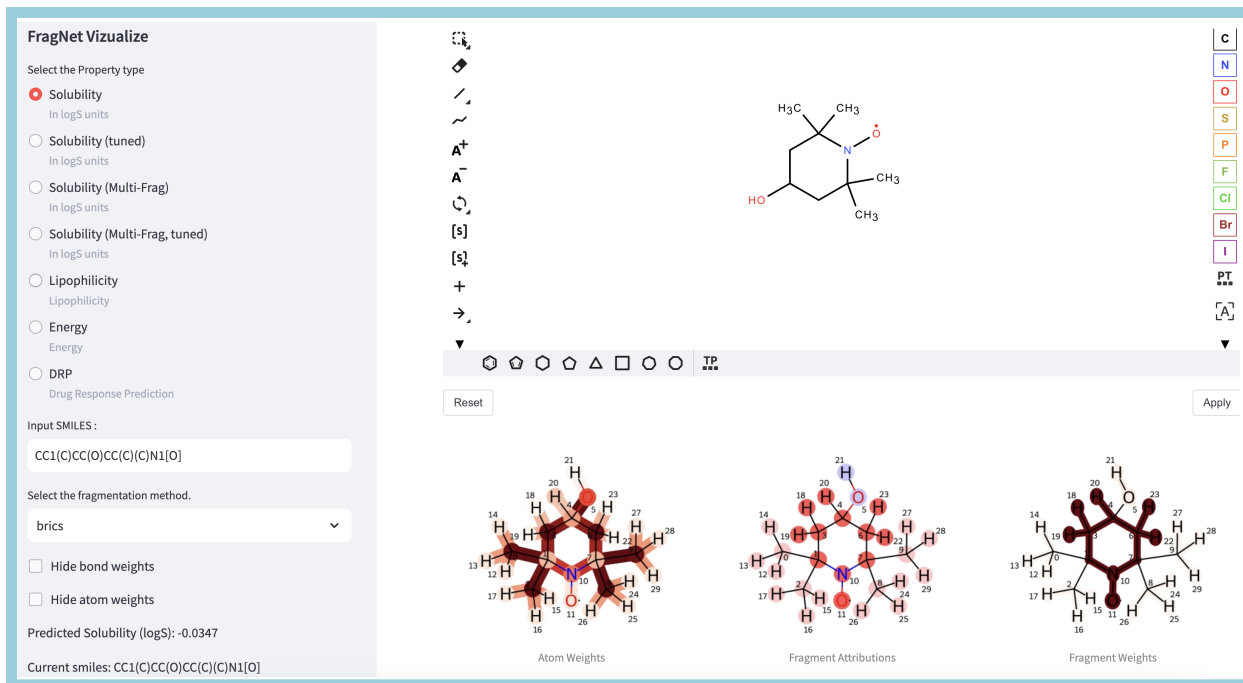 FragNet Vizualize
Select the Property type
Solubility
In logS units
Solubility (tuned)
In logS units
Solubility (Multi-Frag)
In logS units
Solubility (Multi-Frag, tuned)
In logS units
Lipophilicity
Lipophilicity
Energy
Energy
DRP
Drug Response Prediction
Input SMILES :
CC1(C)CC(O)CC(C)(C)N1[O]
Select the fragmentation method.
brics
Hide bond weights
Hide atom weights
Predicted Solubility (logS): -0.0347
Current smiles: CC1(C)CC(O)CC(C)(C)N1[O]
A+
A-
[S]
[S]+
H3C CH3
O
N
CH3
HO
CH3
C
N
O
S
P
F
Cl
Br
I
PT
[A]
TP
Reset
Apply
Atom Weights
Fragment Attributions
Fragment Weights